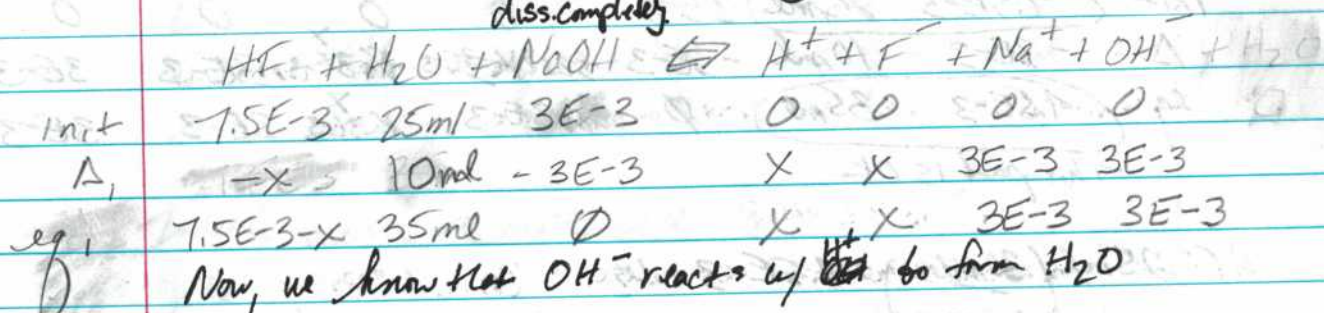 diss. completely
HF + H₂O + NaOH ⇔ H⁺ + F⁻ + Na⁺ + OH⁻ + H₂O
init 7.5E-3 25ml 3E-3 0 0 0 0
Δ₁ -x 10ml -3E-3 x x 3E-3 3E-3
eq₁ 7.5E-3-x 35ml ∅ x x 3E-3 3E-3
Now, we know that OH⁻ reacts w/ H⁺ to form H₂O